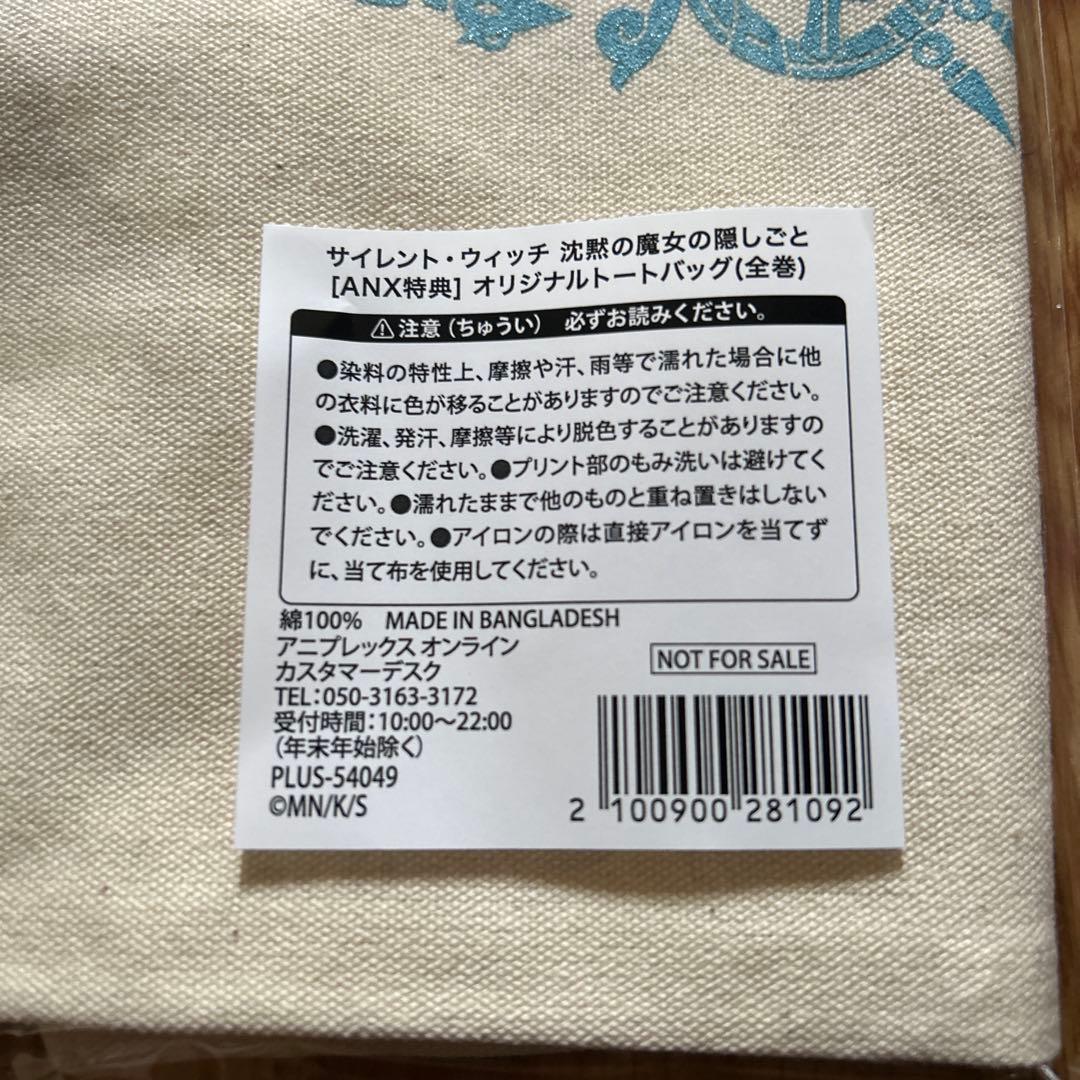 サイレント・ウィッチ 沈黙の魔女の隠しごと
[ANX特典] オリジナルトートバッグ(全巻)
⚠注意（ちゅうい） 必ずお読みください。
●染料の特性上、摩擦や汗、雨等で濡れた場合に他
の衣料に色が移ることがありますのでご注意ください。
●洗濯、発汗、摩擦等により脱色することがありますの
でご注意ください。●プリント部のもみ洗いは避けてく
ださい。●濡れたままで他のものと重ね置きはしない
でください。●アイロンの際は直接アイロンを当てず
に、当て布を使用してください。
綿100% MADE IN BANGLADESH
アニプレックス オンライン
カスタマーデスク
TEL：050-3163-3172
受付時間：10:00〜22:00
（年末年始除く）
PLUS-54049
©MN/K/S
NOT FOR SALE
2 100900 281092